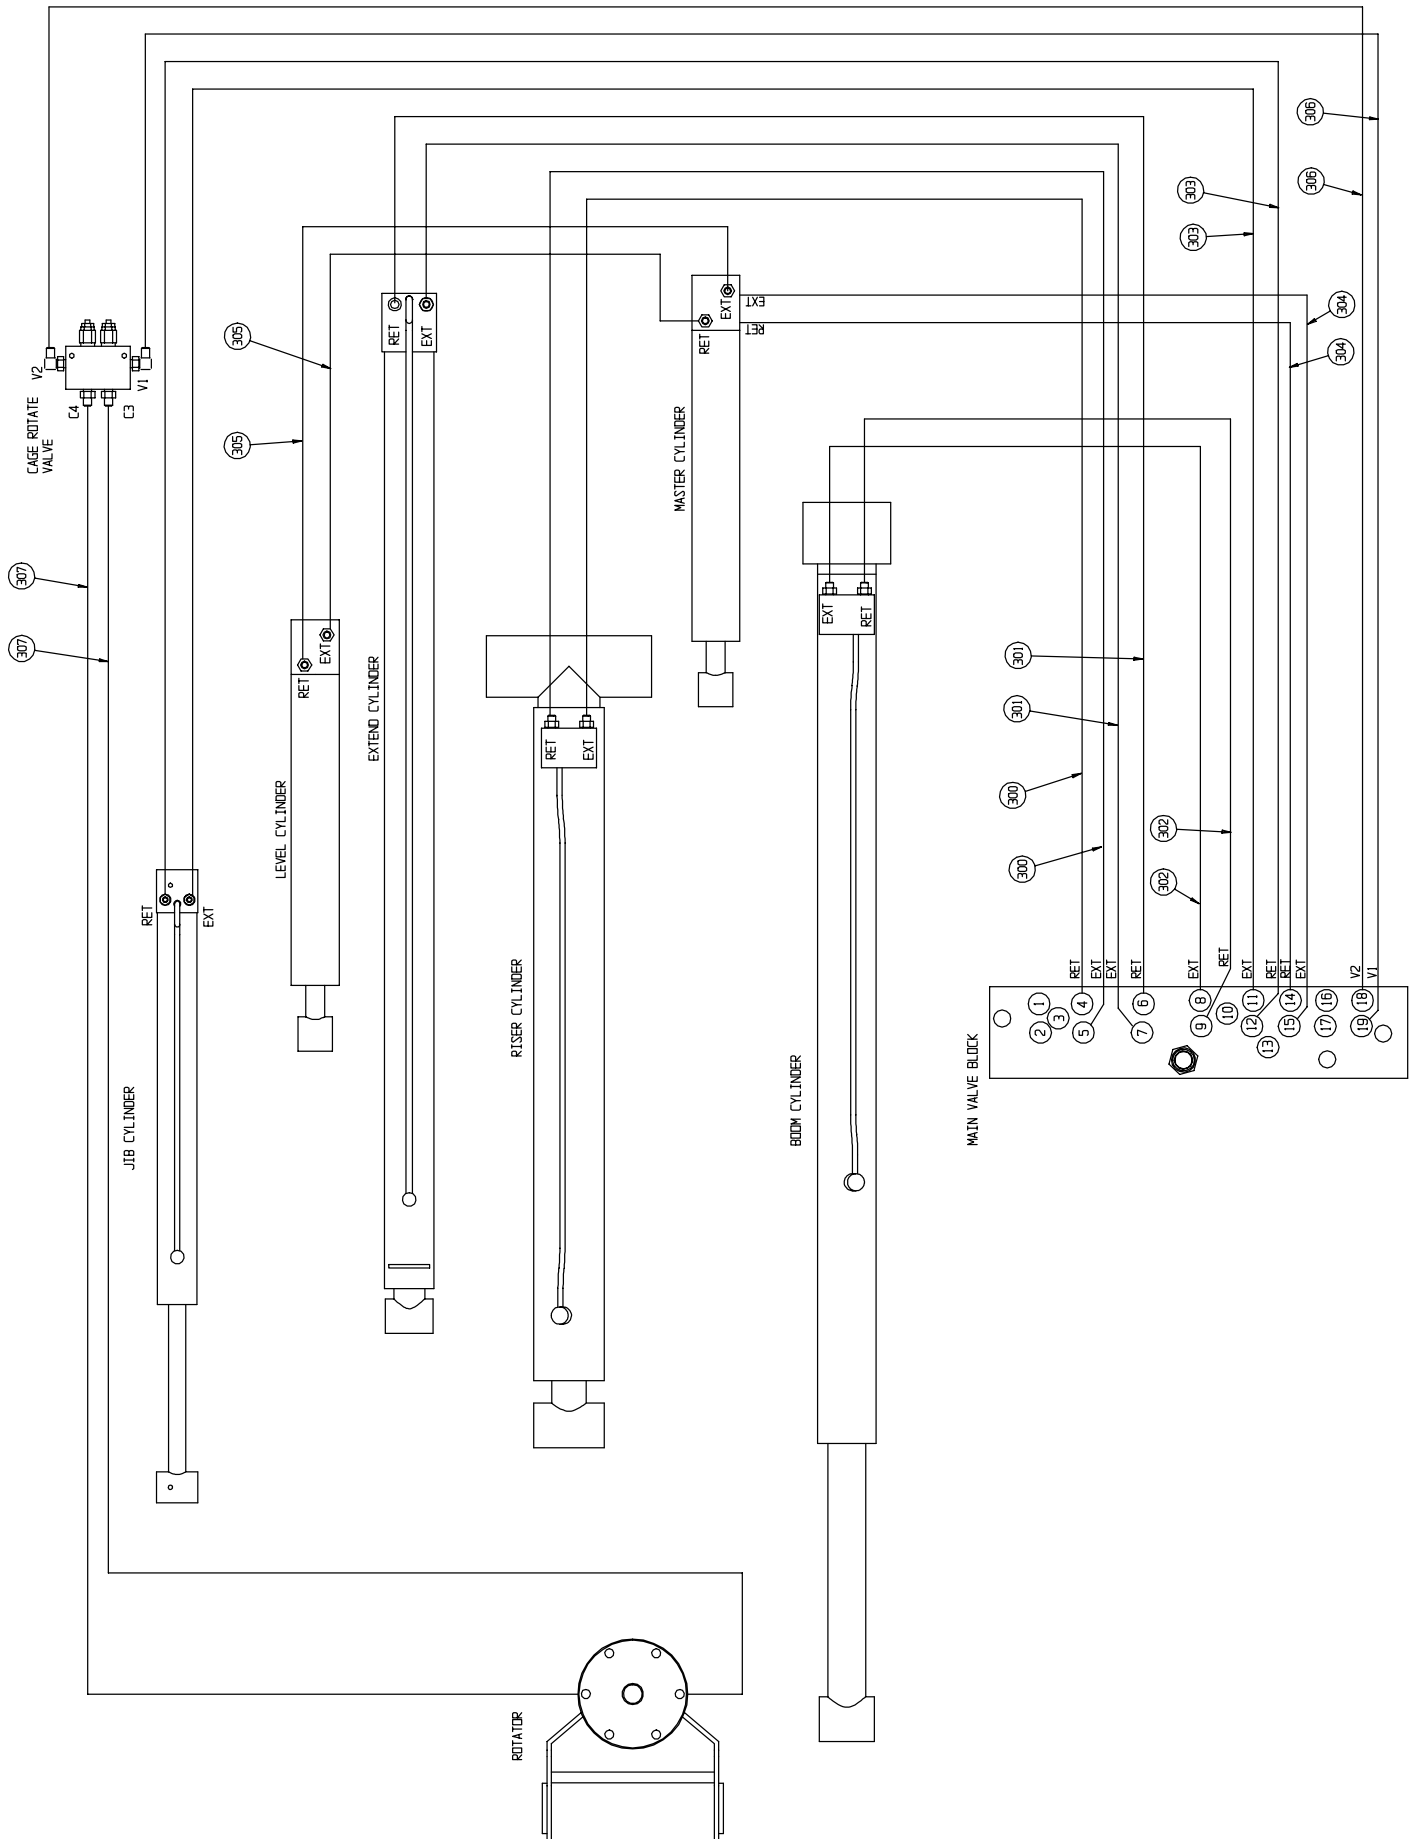 306
306
303
303
304
304
305
305
307
307
301
301
300
300
302
302
CAGE ROTATE
VALVE
V2
V1
C4
C3
JIB CYLINDER
RET
EXT
LEVEL CYLINDER
RET
EXT
EXTEND CYLINDER
RET
EXT
RISER CYLINDER
RET
EXT
MASTER CYLINDER
RET
EXT
RET
EXT
BOOM CYLINDER
EXT
RET
MAIN VALVE BLOCK
RET
EXT
EXT
RET
EXT
RET
EXT
RET
RET
EXT
V2
V1
1
2
3
4
5
6
7
8
9
10
11
12
13
14
15
16
17
18
19
ROTATOR